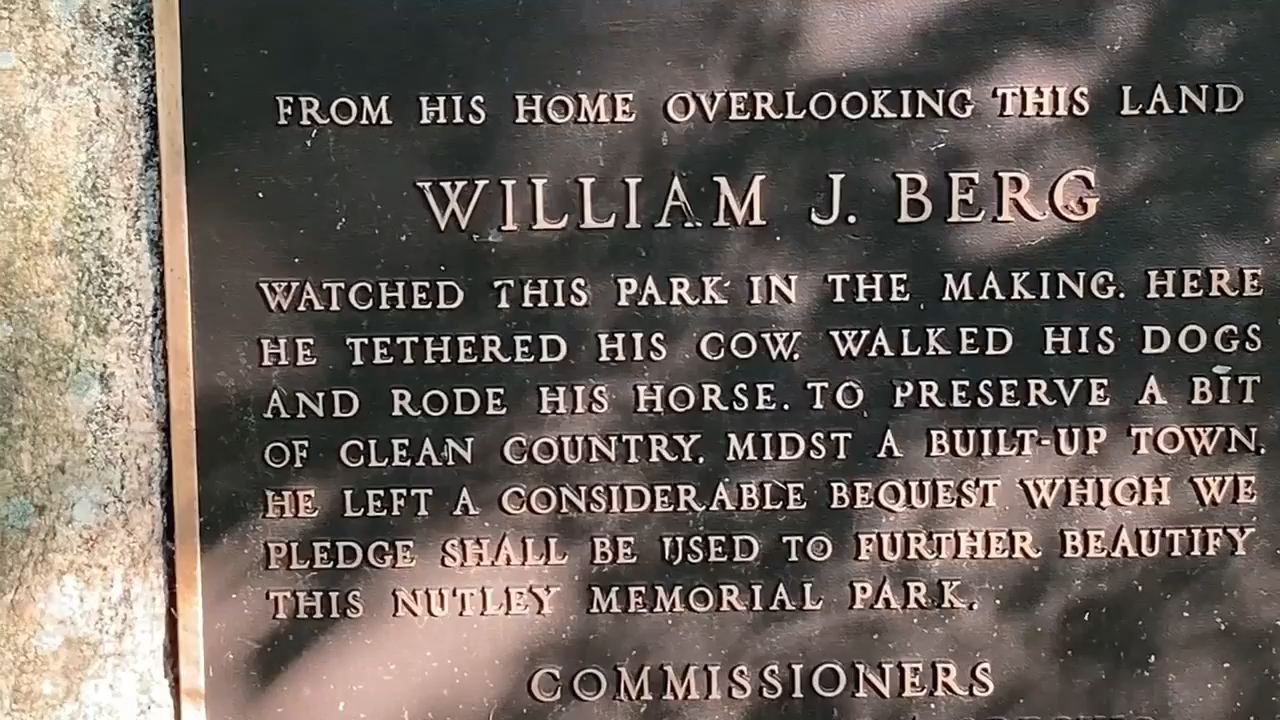 FROM HIS HOME OVERLOOKING THIS LAND
WILLIAM J. BERG
WATCHED THIS PARK IN THE MAKING. HERE
HE TETHERED HIS COW. WALKED HIS DOGS
AND RODE HIS HORSE. TO PRESERVE A BIT
OF CLEAN COUNTRY. MIDST A BUILT-UP TOWN.
HE LEFT A CONSIDERABLE BEQUEST WHICH WE
PLEDGE SHALL BE USED TO FURTHER BEAUTIFY
THIS NUTLEY MEMORIAL PARK.
COMMISSIONERS